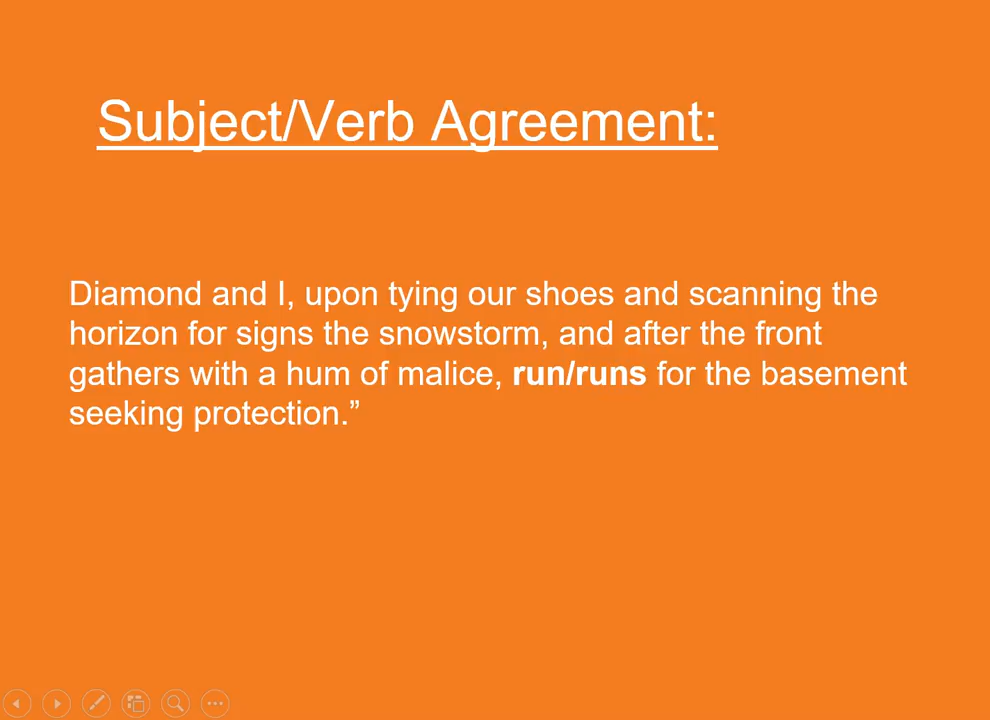 Subject/Verb Agreement:
Diamond and I, upon tying our shoes and scanning the
horizon for signs the snowstorm, and after the front
gathers with a hum of malice, run/runs for the basement
seeking protection.”